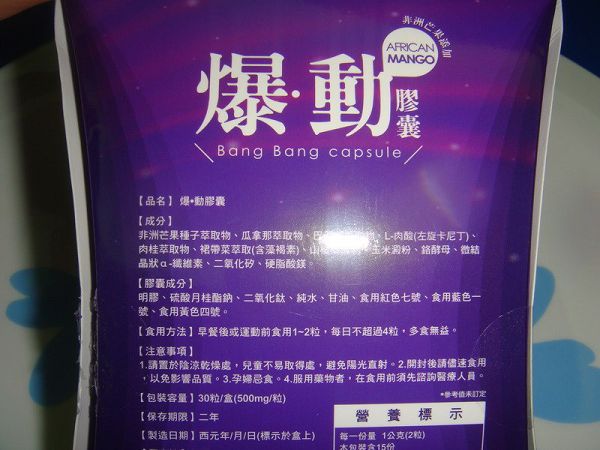 非洲芒果添加
AFRICAN
MANGO
爆·動膠囊
Bang Bang capsule
【品名】爆•動膠囊
【成分】
非洲芒果種子萃取物、瓜拿那萃取物、物、L-肉酸(左旋卡尼丁)、
肉桂萃取物、裙帶菜萃取(含藻褐素)、山玉米澱粉、鉻酵母、微結
晶狀α-纖維素、二氧化矽、硬脂酸鎂。
【膠囊成分】
明膠、硫酸月桂酯鈉、二氧化鈦、純水、甘油、食用紅色七號、食用藍色一
號、食用黃色四號。
【食用方法】早餐後或運動前食用1~2粒，每日不超過4粒，多食無益。
【注意事項】
1.請置於陰涼乾燥處，兒童不易取得處，避免陽光直射。2.開封後請儘速食用
，以免影響品質。3.孕婦忌食。4.服用藥物者，在食用前須先諮詢醫療人員。
【包裝容量】30粒/盒(500mg/粒)
*參考值未訂定
【保存期限】二年
【製造日期】西元年/月/日(標示於盒上)
營養標示
每一份量 1公克(2粒)
本包裝含15份